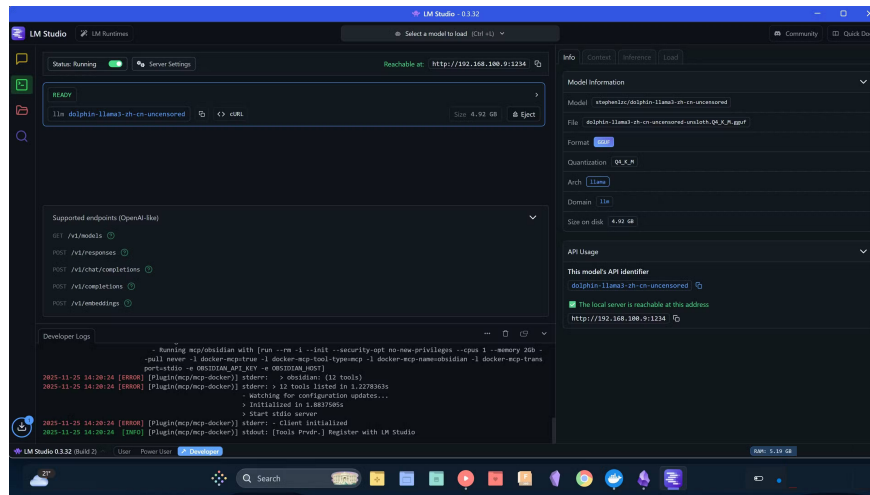 LM Studio - 0.3.32
LM Studio
LM Runtimes
Select a model to load (Ctrl + L)
Community
Quick Do
Status: Running
Server Settings
Reachable at: http://192.168.100.9:1234
READY
llm dolphin-llama3-zh-cn-uncensored
cURL
Size 4.92 GB
Eject
Supported endpoints (OpenAI-like)
GET /v1/models
POST /v1/responses
POST /v1/chat/completions
POST /v1/completions
POST /v1/embeddings
Developer Logs
- Running mcp/obsidian with [run --rm -i --init --security-opt no-new-privileges --cpus 1 --memory 2Gb -
-pull never -l docker-mcp=true -l docker-mcp-tool-type=mcp -l docker-mcp-name=obsidian -l docker-mcp-trans
port=stdio -e OBSIDIAN_API_KEY -e OBSIDIAN_HOST]
2025-11-25 14:20:24 [ERROR] [Plugin(mcp/mcp-docker)] stderr: > obsidian: (12 tools)
2025-11-25 14:20:24 [ERROR] [Plugin(mcp/mcp-docker)] stderr: > 12 tools listed in 1.2278363s
- Watching for configuration updates...
> Initialized in 1.8837505s
> Start stdio server
2025-11-25 14:20:24 [ERROR] [Plugin(mcp/mcp-docker)] stderr: - Client initialized
2025-11-25 14:20:24 [INFO] [Plugin(mcp/mcp-docker)] stdout: [Tools Prvdr.] Register with LM Studio
Info
Context
Inference
Load
Model Information
Model stephenlzc/dolphin-llama3-zh-cn-uncensored
File dolphin-llama3-zh-cn-uncensored-unsloth.Q4_K_M.gguf
Format GGUF
Quantization Q4_K_M
Arch llama
Domain llm
Size on disk 4.92 GB
API Usage
This model's API identifier
dolphin-llama3-zh-cn-uncensored
The local server is reachable at this address
http://192.168.100.9:1234
LM Studio 0.3.32 (Build 2)
User
Power User
Developer
RAM: 5.19 GB
21°
Search